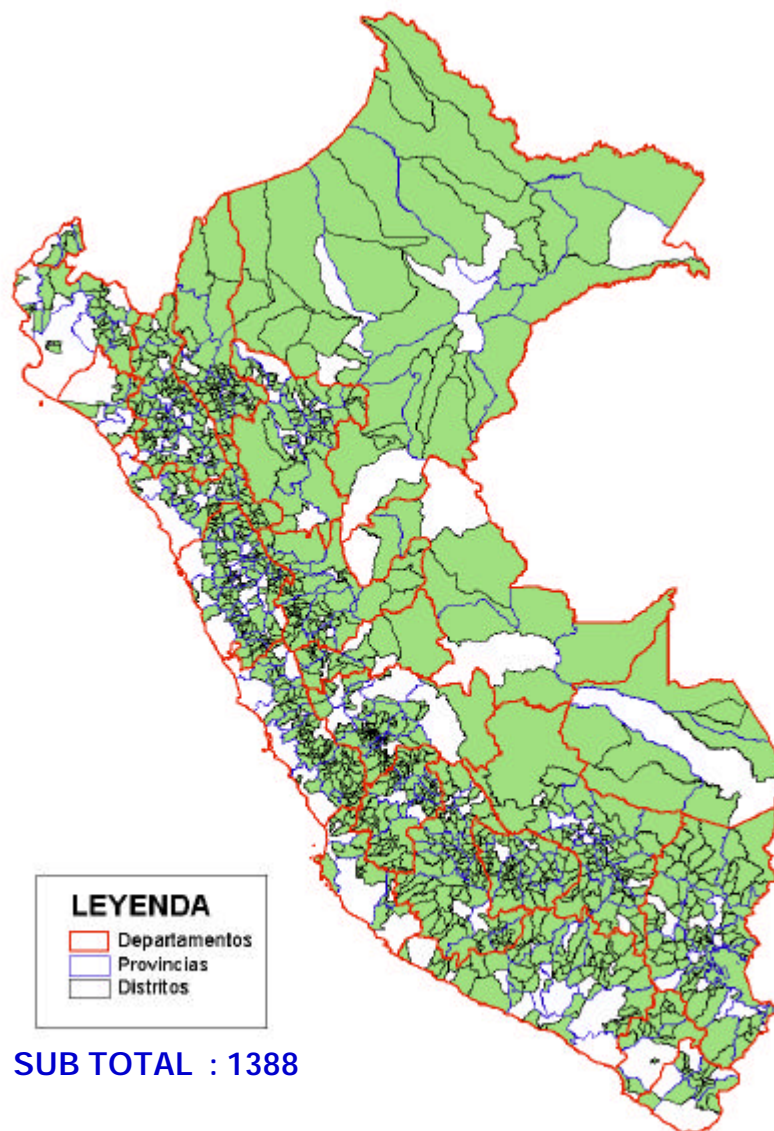 LEYENDA
Departamentos
Provincias
Distritos
SUB TOTAL : 1388